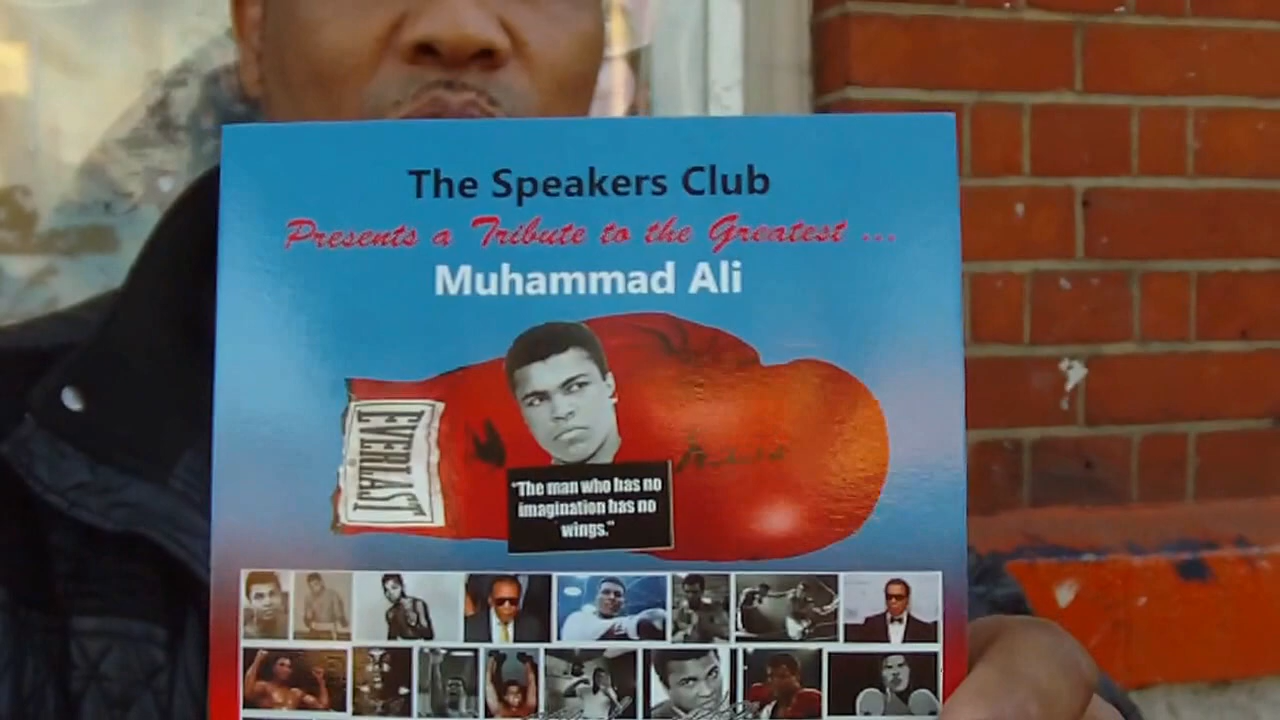 The Speakers Club
Presents a Tribute to the Greatest ...
Muhammad Ali
EVERLAST
"The man who has no
imagination has no
wings."